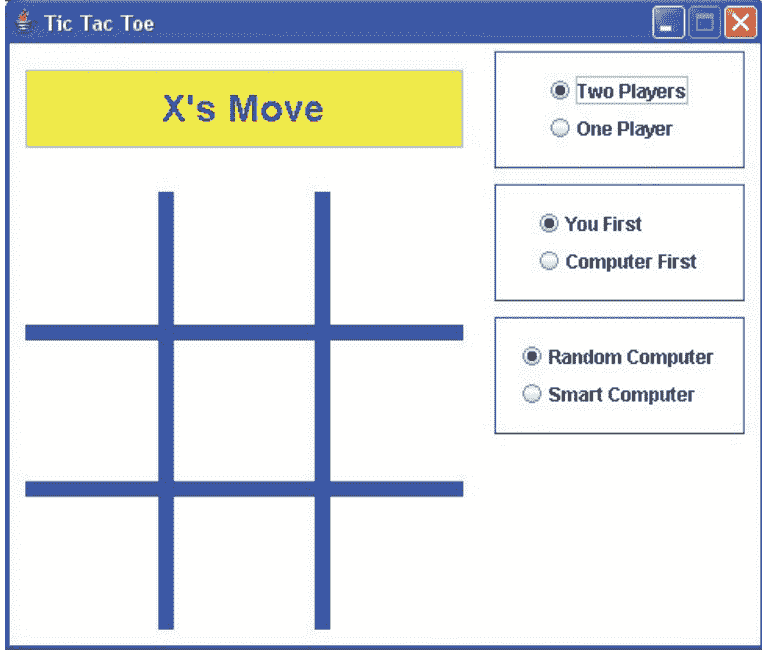 Tic Tac Toe
X's Move
Two Players
One Player
You First
Computer First
Random Computer
Smart Computer